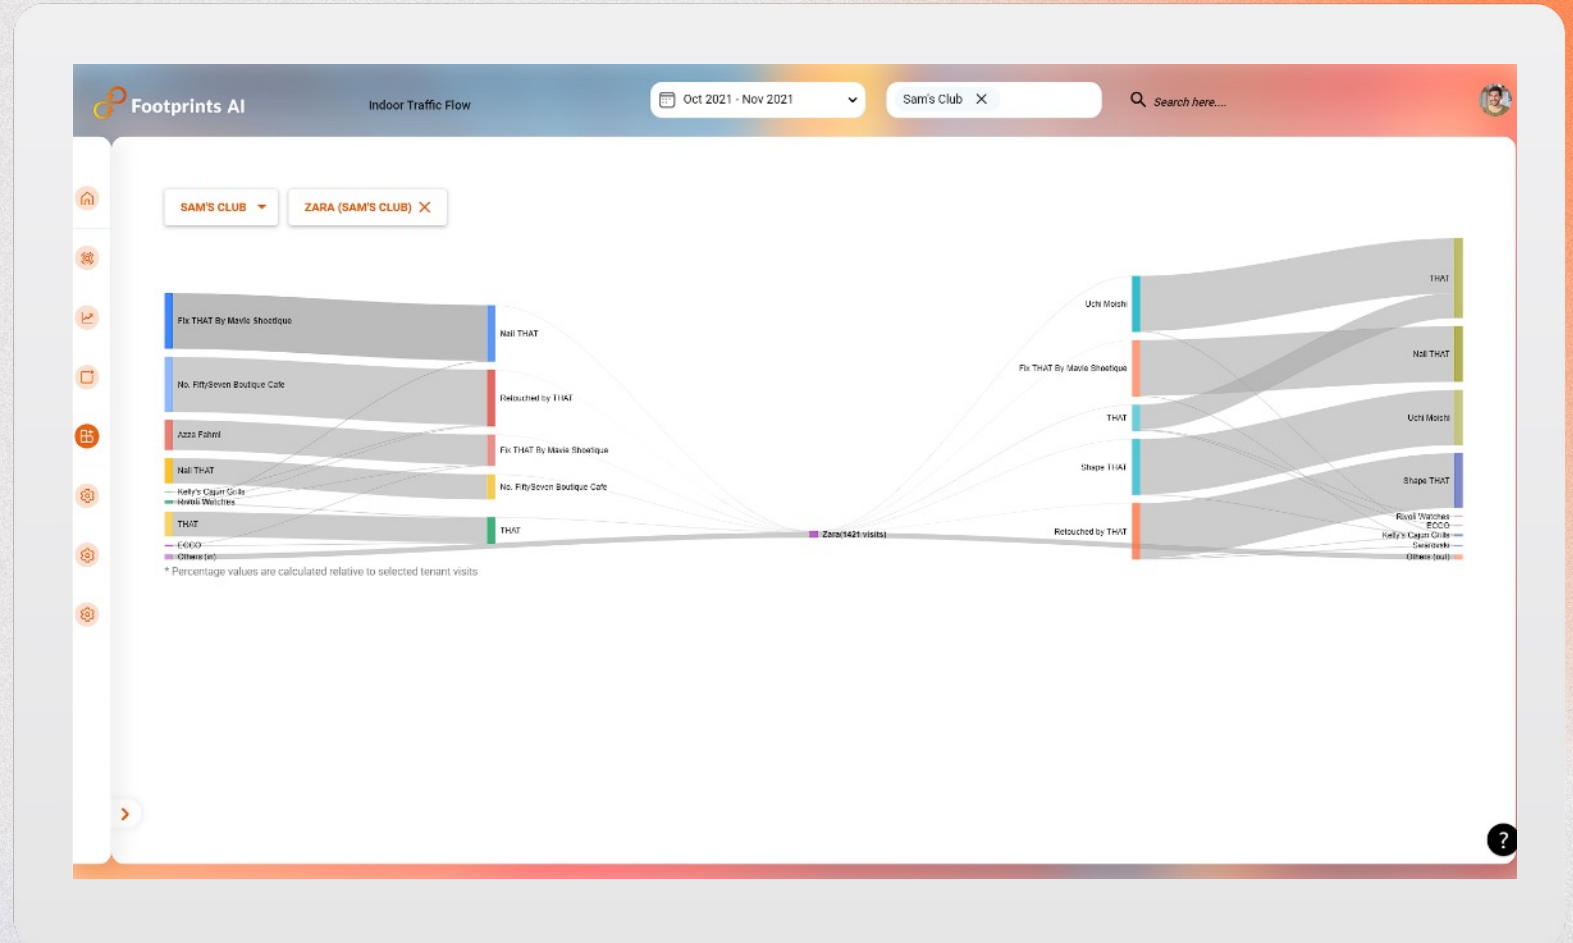 Footprints AI
Indoor Traffic Flow
Oct 2021 - Nov 2021
Sam's Club
Search here....
SAM'S CLUB
ZARA (SAM'S CLUB)
Fix THAT By Mavie Shoetique
No. FiftySeven Boutique Cafe
Azza Fahmi
Nail THAT
Kelly's Cajun Grills
Rivoli Watches
THAT
ECCO
Others (in)
* Percentage values are calculated relative to selected tenant visits
Nail THAT
Retouched by THAT
Fix THAT By Mavie Shoetique
No. FiftySeven Boutique Cafe
THAT
Zara(1421 visits)
Uchi Moishi
Fix THAT By Mavie Shoetique
THAT
Shape THAT
Retouched by THAT
THAT
Nail THAT
Uchi Moishi
Shape THAT
Rivoli Watches
ECCO
Kelly's Cajun Grills
Swarovski
Others (out)
?